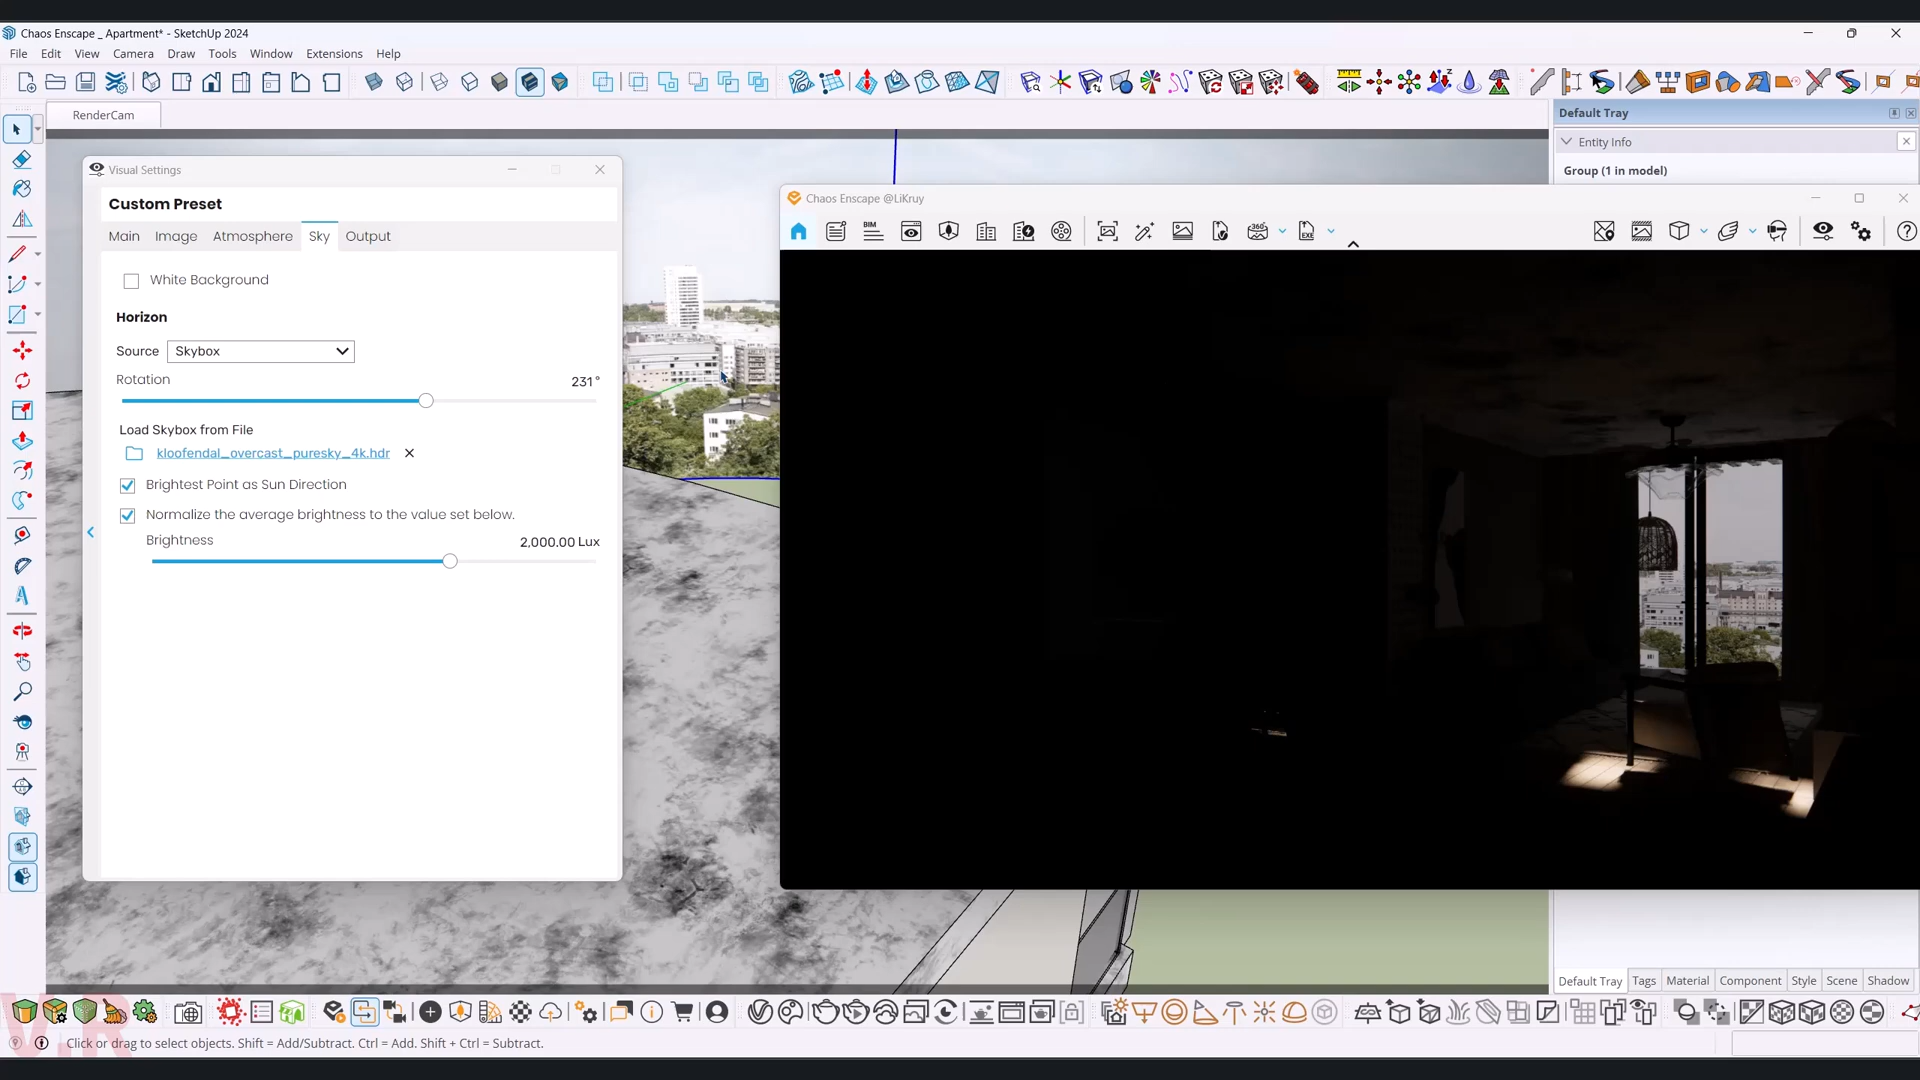 Chaos Enscape _ Apartment* - SketchUp 2024
File Edit View Camera Draw Tools Window Extensions Help
RenderCam
Default Tray
Entity Info
Group (1 in model)
Visual Settings
Custom Preset
Main Image Atmosphere Sky Output
White Background
Horizon
Source Skybox
Rotation 231°
Load Skybox from File
kloofendal_overcast_puresky_4k.hdr
Brightest Point as Sun Direction
Normalize the average brightness to the value set below.
Brightness 2,000.00 Lux
Chaos Enscape @LiKruy
BIM 360° EXE
Default Tray Tags Material Component Style Scene Shadow
V.R
Click or drag to select objects. Shift = Add/Subtract. Ctrl = Add. Shift + Ctrl = Subtract.